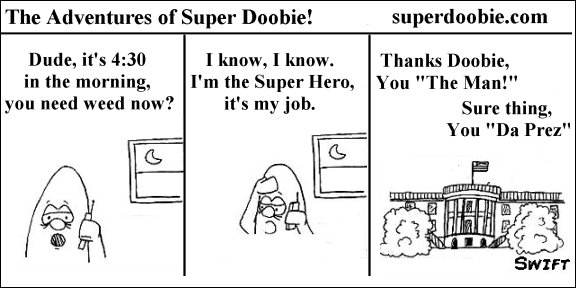 The Adventures of Super Doobie!
superdoobie.com
Dude, it's 4:30
in the morning,
you need weed now?
I know, I know.
I'm the Super Hero,
it's my job.
Thanks Doobie,
You "The Man!"
Sure thing,
You "Da Prez"
SWIFT